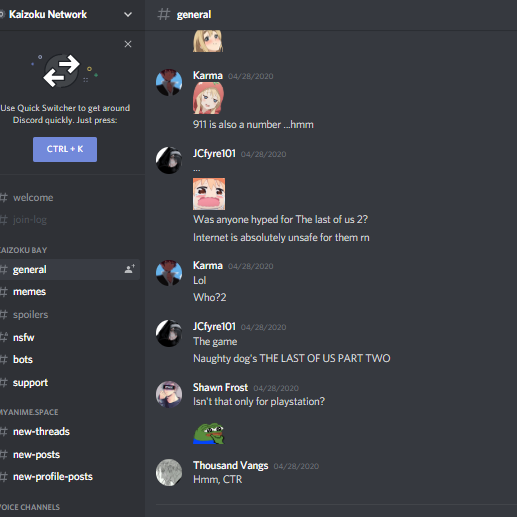 Kaizoku Network
Use Quick Switcher to get around
Discord quickly. Just press:
CTRL + K
# welcome
# join-log
KAIZOKU BAY
# general
# memes
# spoilers
# nsfw
# bots
# support
MYANIME.SPACE
# new-threads
# new-posts
# new-profile-posts
VOICE CHANNELS
# general
Karma 04/28/2020
911 is also a number ...hmm
JCfyre101 04/28/2020
...
Was anyone hyped for The last of us 2?
Internet is absolutely unsafe for them rn
Karma 04/28/2020
Lol
Who?2
JCfyre101 04/28/2020
The game
Naughty dog's THE LAST OF US PART TWO
Shawn Frost 04/28/2020
Isn't that only for playstation?
Thousand Vangs 04/28/2020
Hmm, CTR